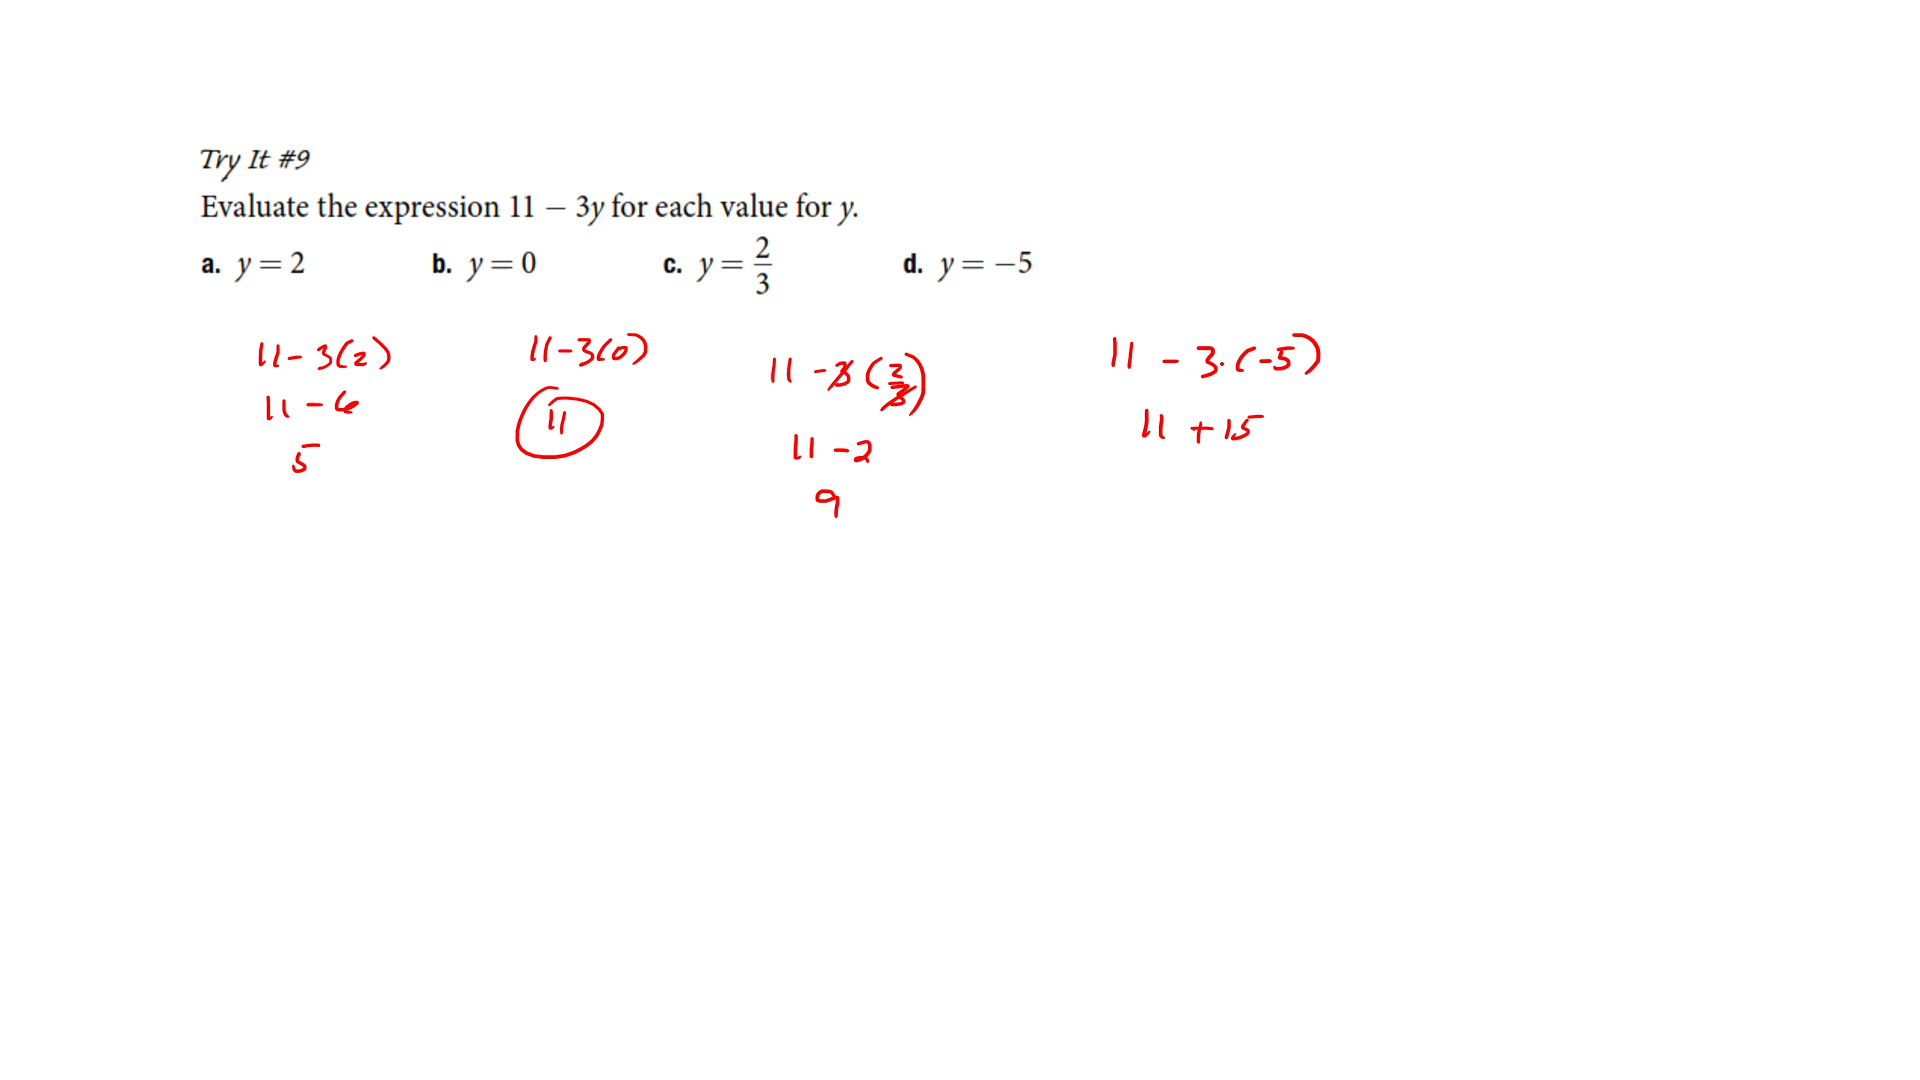 Try It #9
Evaluate the expression 11 − 3y for each value for y.
a. y = 2 b. y = 0 c. y = 2/3 d. y = −5
11 - 3(2)
11 - 6
5
11 - 3(0)
11
11 - 3(2/3)
11 - 2
9
11 - 3·(-5)
11 + 15